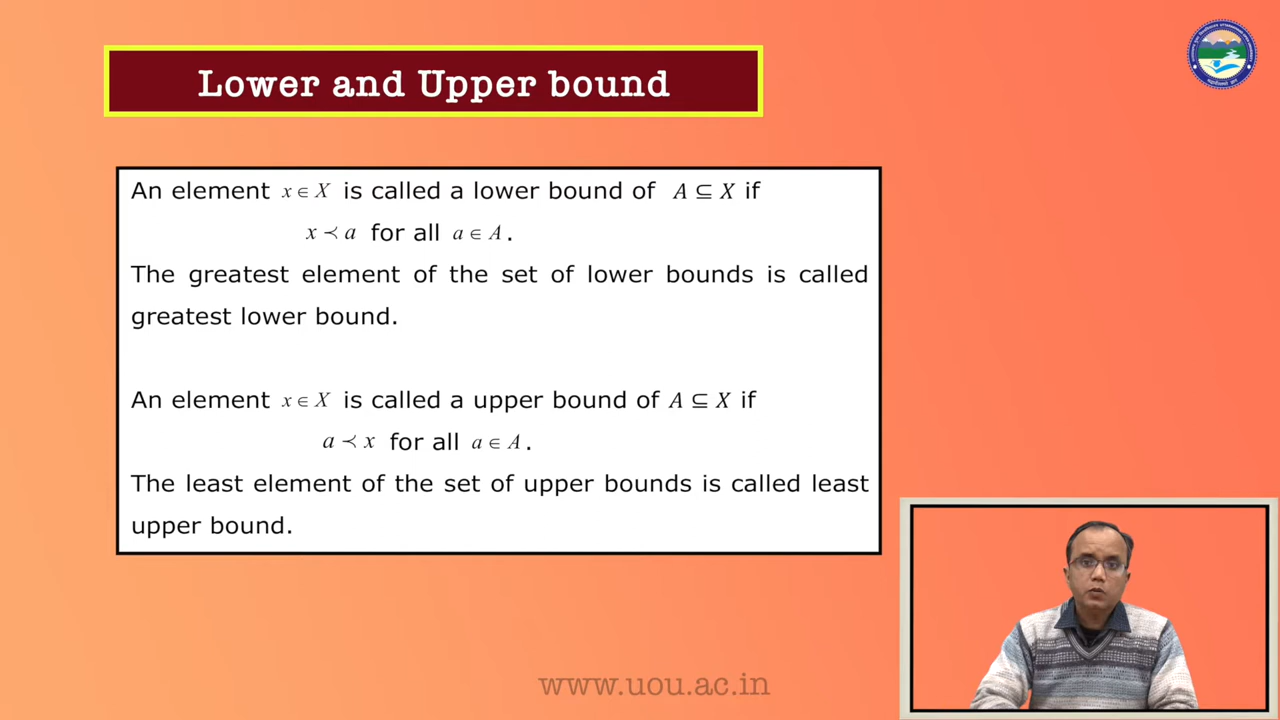 Lower and Upper bound
An element x ∈ X is called a lower bound of A ⊆ X if
x ≺ a for all a ∈ A.
The greatest element of the set of lower bounds is called
greatest lower bound.
An element x ∈ X is called a upper bound of A ⊆ X if
a ≺ x for all a ∈ A.
The least element of the set of upper bounds is called least
upper bound.
www.uou.ac.in